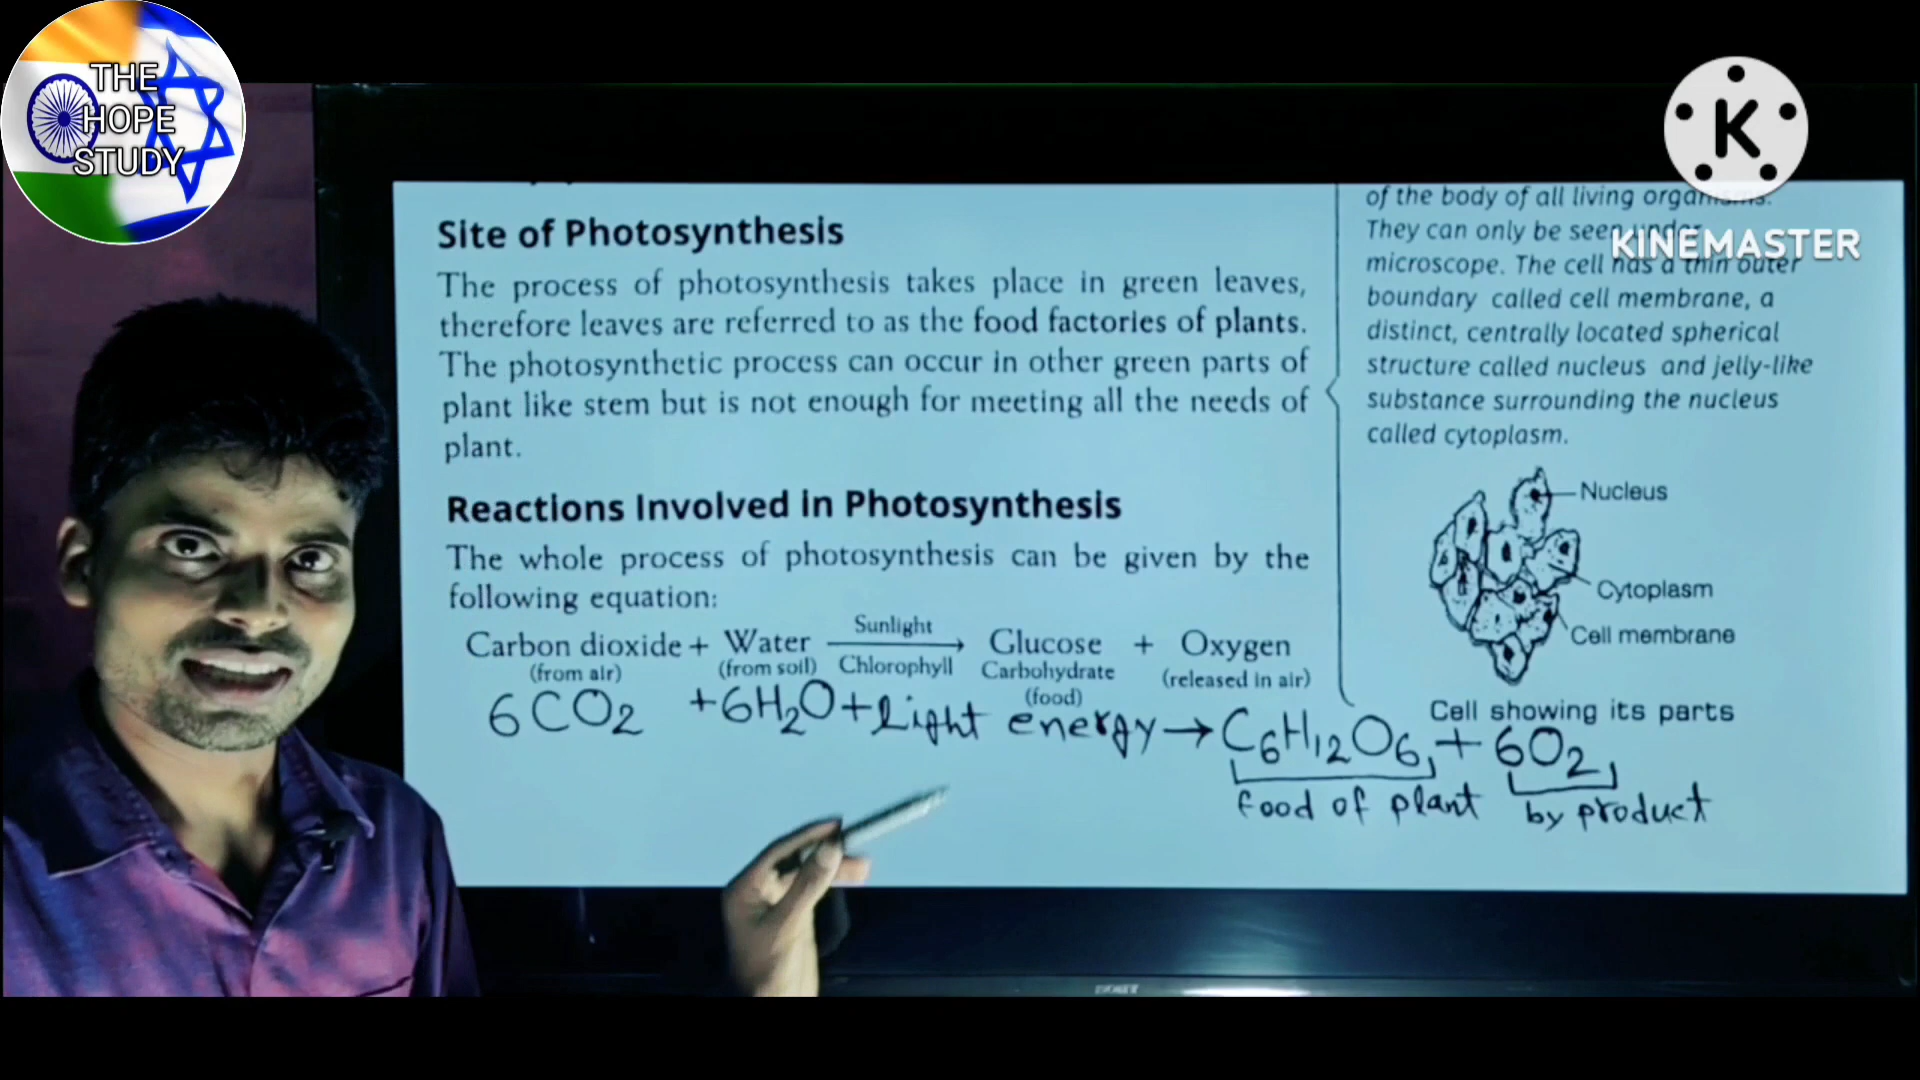 THE
HOPE
STUDY
KINEMASTER
Site of Photosynthesis
The process of photosynthesis takes place in green leaves,
therefore leaves are referred to as the food factories of plants.
The photosynthetic process can occur in other green parts of
plant like stem but is not enough for meeting all the needs of
plant.
Reactions Involved in Photosynthesis
The whole process of photosynthesis can be given by the
following equation:
Sunlight
Carbon dioxide + Water → Glucose + Oxygen
(from air) (from soil) Chlorophyll Carbohydrate (released in air)
(food)
6CO2 +6H2O+light energy→C6H12O6+6O2
food of plant by product
of the body of all living organisms.
They can only be seen under
microscope. The cell has a thin outer
boundary called cell membrane, a
distinct, centrally located spherical
structure called nucleus and jelly-like
substance surrounding the nucleus
called cytoplasm.
Nucleus
Cytoplasm
Cell membrane
Cell showing its parts